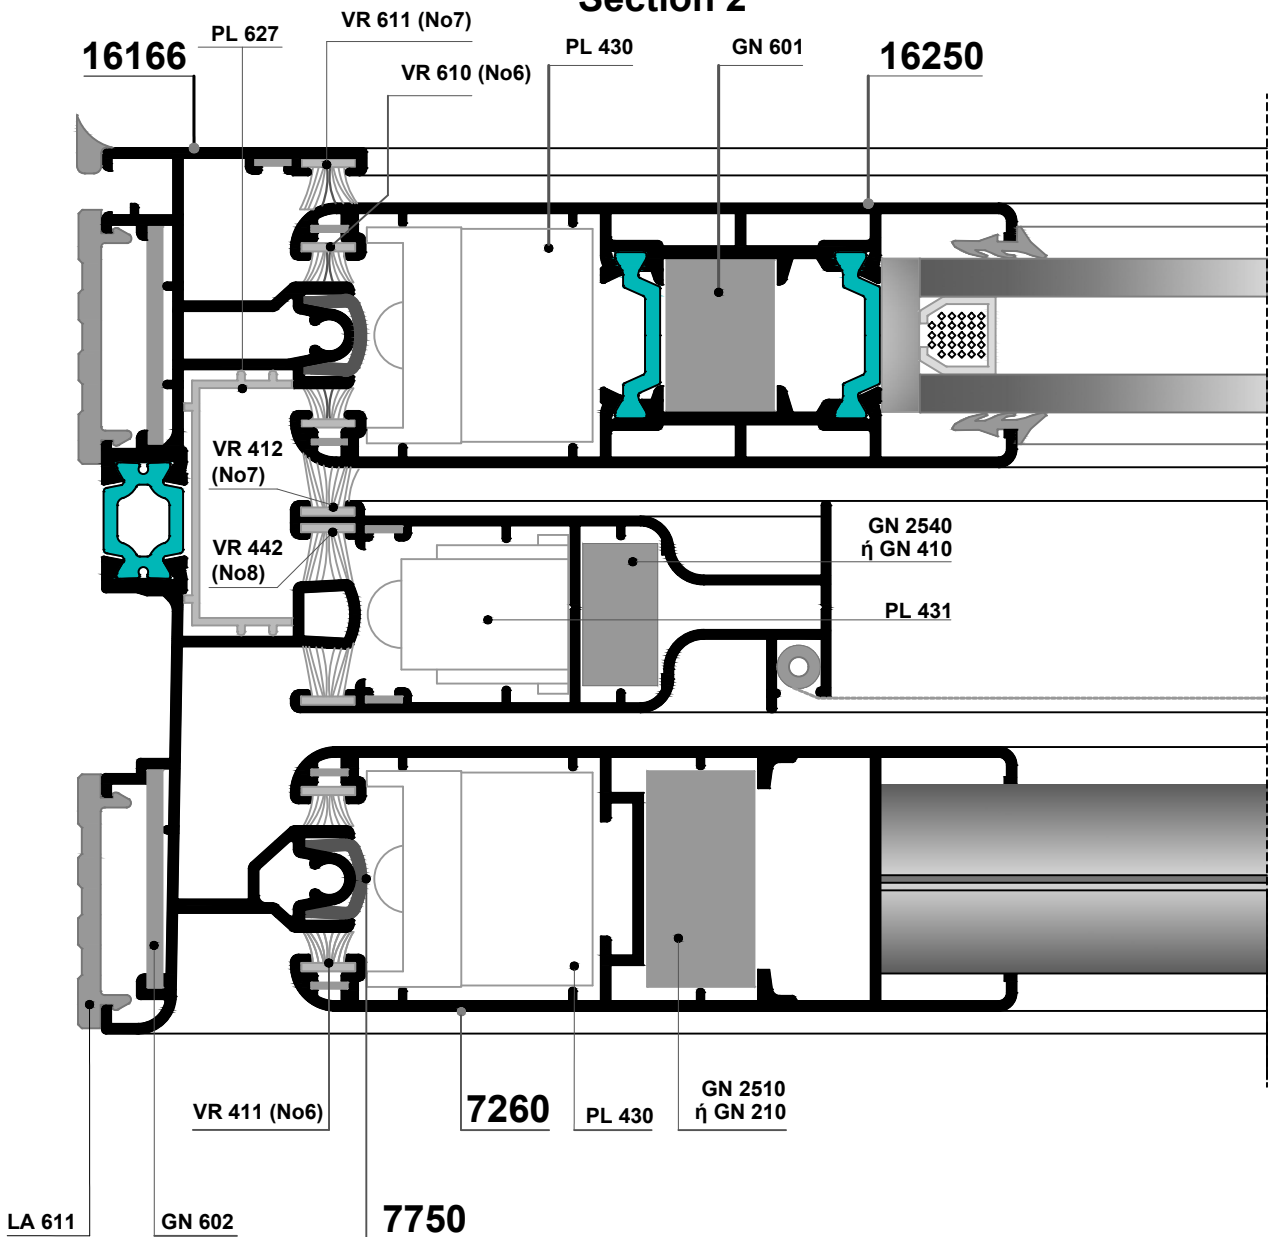 Section 2
VR 611 (No7)
PL 627
16166
PL 430
GN 601
16250
VR 610 (No6)
VR 412
(No7)
VR 442
(No8)
GN 2540
ή GN 410
PL 431
GN 2510
ή GN 210
VR 411 (No6)
7260
PL 430
LA 611
GN 602
7750